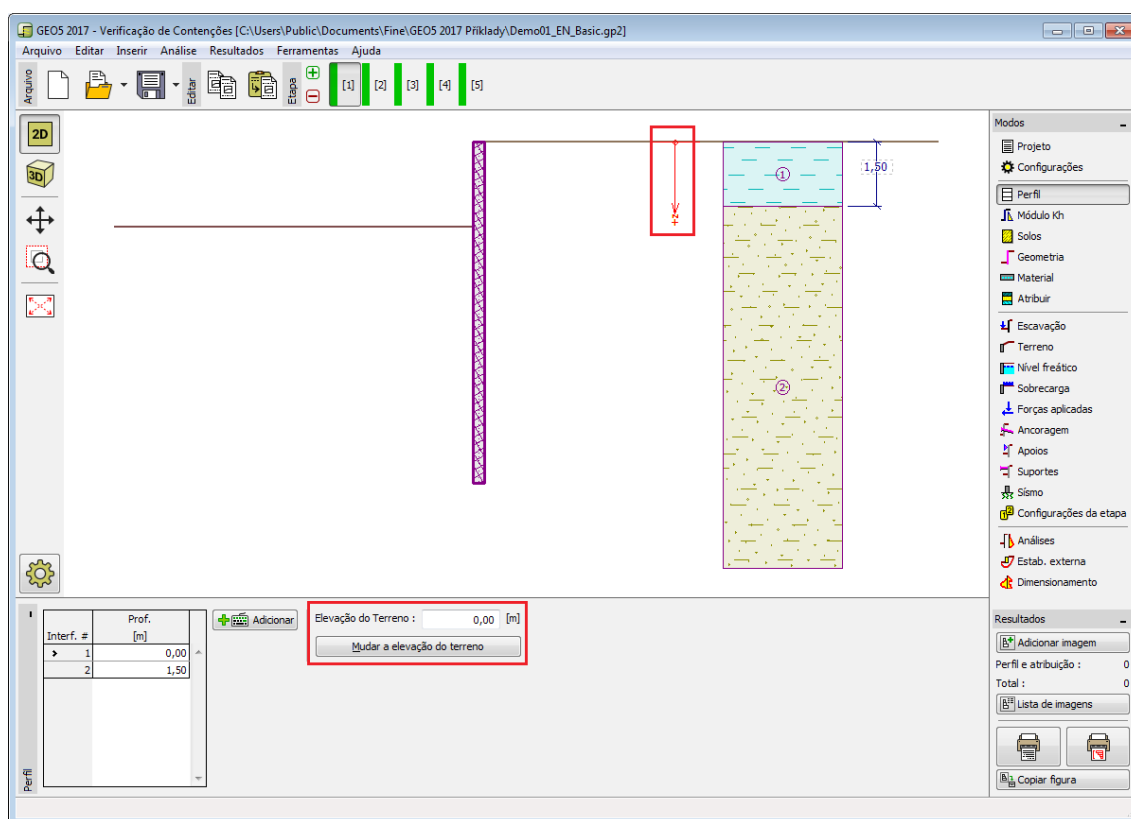 GEO5 2017 - Verificação de Contenções [C:\Users\Public\Documents\Fine\GEO5 2017 Příklady\Demo01_EN_Basic.gp2]
Arquivo Editar Inserir Análise Resultados Ferramentas Ajuda
Arquivo
Editar
Etapa
[1] [2] [3] [4] [5]
2D
3D
+z
1
1,50
2
Modos
Projeto
Configurações
Perfil
Módulo Kh
Solos
Geometria
Material
Atribuir
Escavação
Terreno
Nível freático
Sobrecarga
Forças aplicadas
Ancoragem
Apoios
Suportes
Sísmo
Configurações da etapa
Análises
Estab. externa
Dimensionamento
Perfil
Interf. # Prof. [m]
1 0,00
2 1,50
Adicionar
Elevação do Terreno : 0,00 [m]
Mudar a elevação do terreno
Resultados
Adicionar imagem
Perfil e atribuição : 0
Total : 0
Lista de imagens
Copiar figura